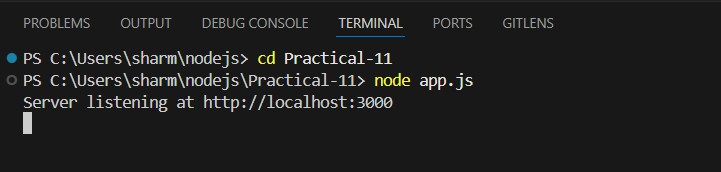 PROBLEMS OUTPUT DEBUG CONSOLE TERMINAL PORTS GITLENS
PS C:\Users\sharm\nodejs> cd Practical-11
PS C:\Users\sharm\nodejs\Practical-11> node app.js
Server listening at http://localhost:3000